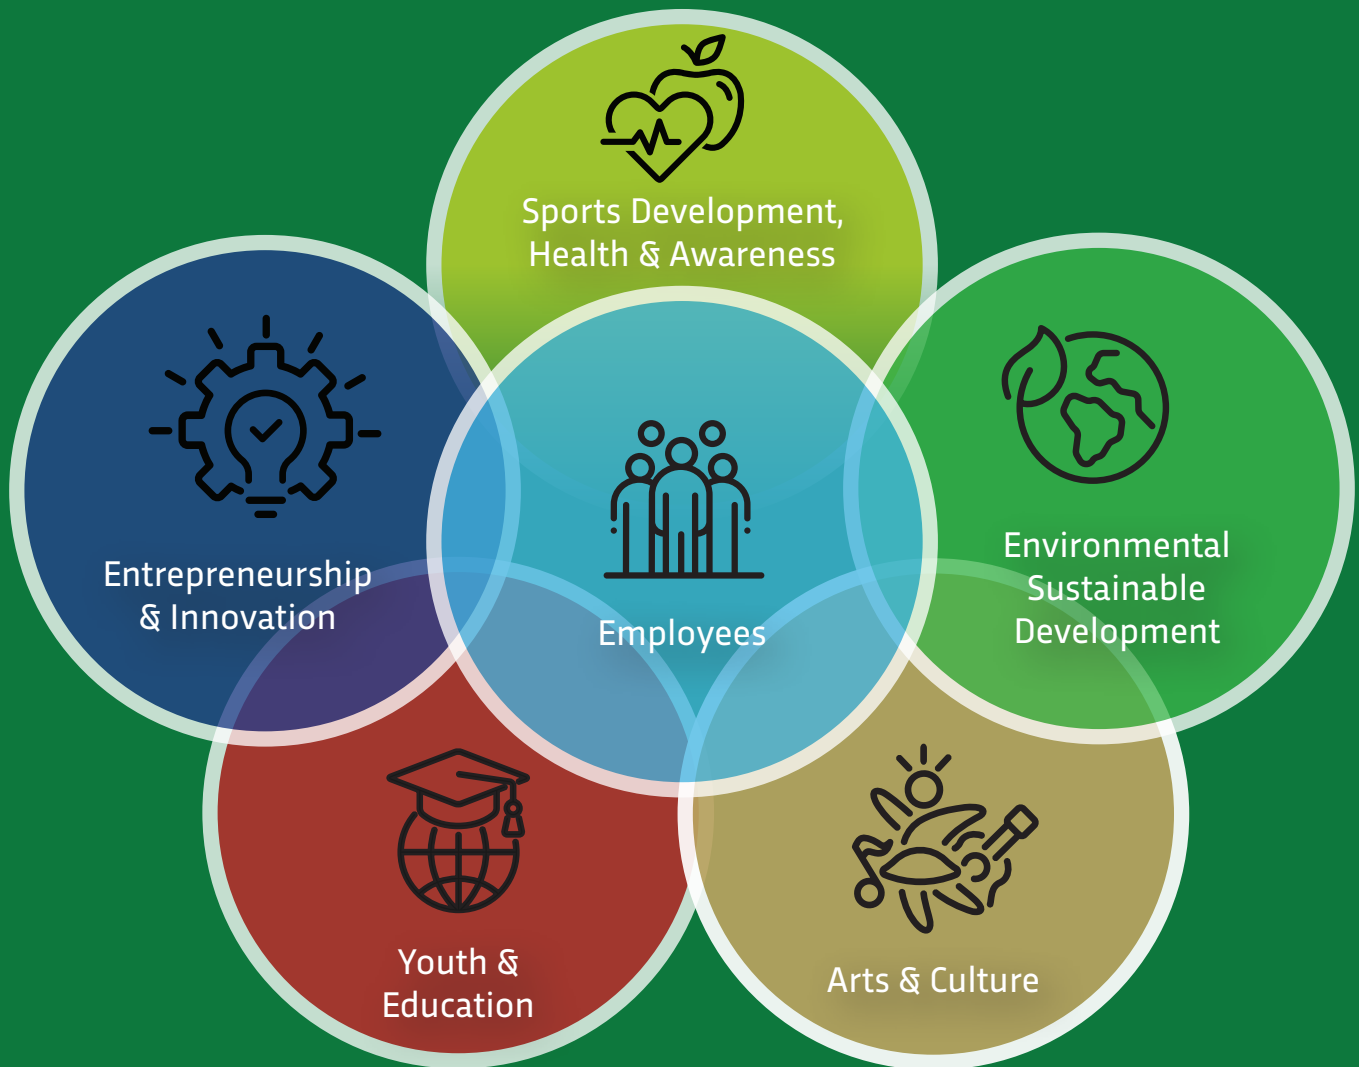 Sports Development,
Health & Awareness
Entrepreneurship
& Innovation
Environmental
Sustainable
Development
Employees
Youth &
Education
Arts & Culture